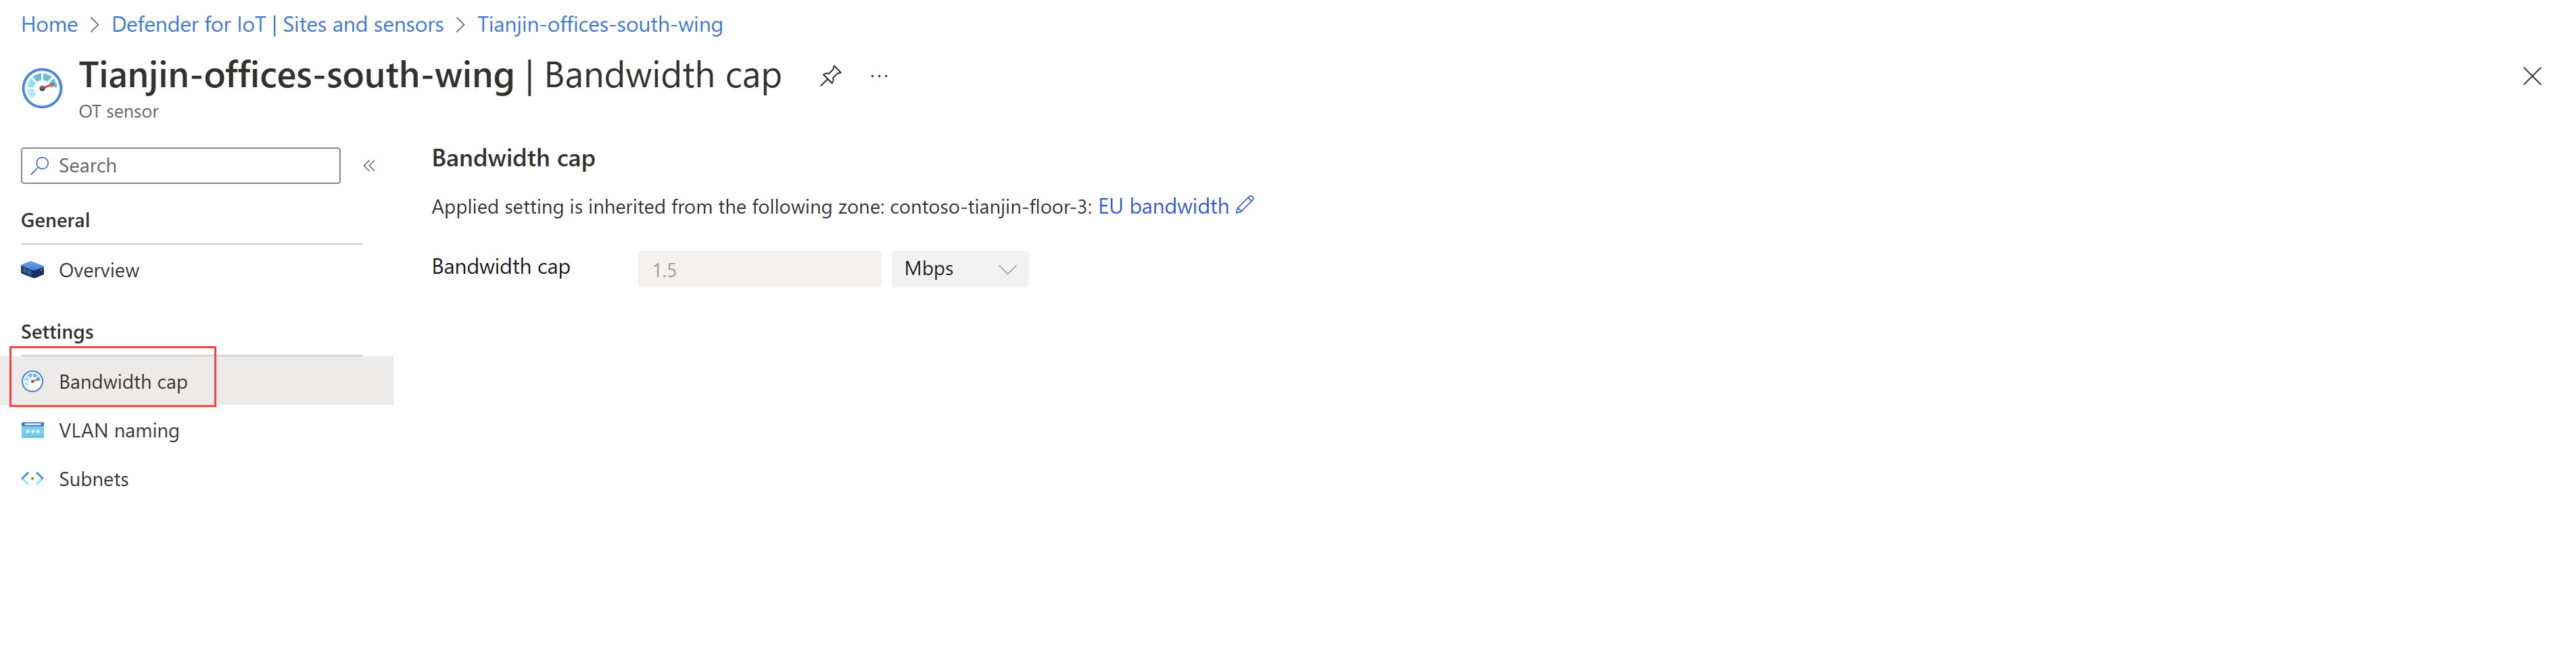 Home > Defender for IoT | Sites and sensors > Tianjin-offices-south-wing
Tianjin-offices-south-wing | Bandwidth cap
OT sensor
Search
General
Overview
Settings
Bandwidth cap
VLAN naming
Subnets
Bandwidth cap
Applied setting is inherited from the following zone: contoso-tianjin-floor-3: EU bandwidth
Bandwidth cap 1.5 Mbps